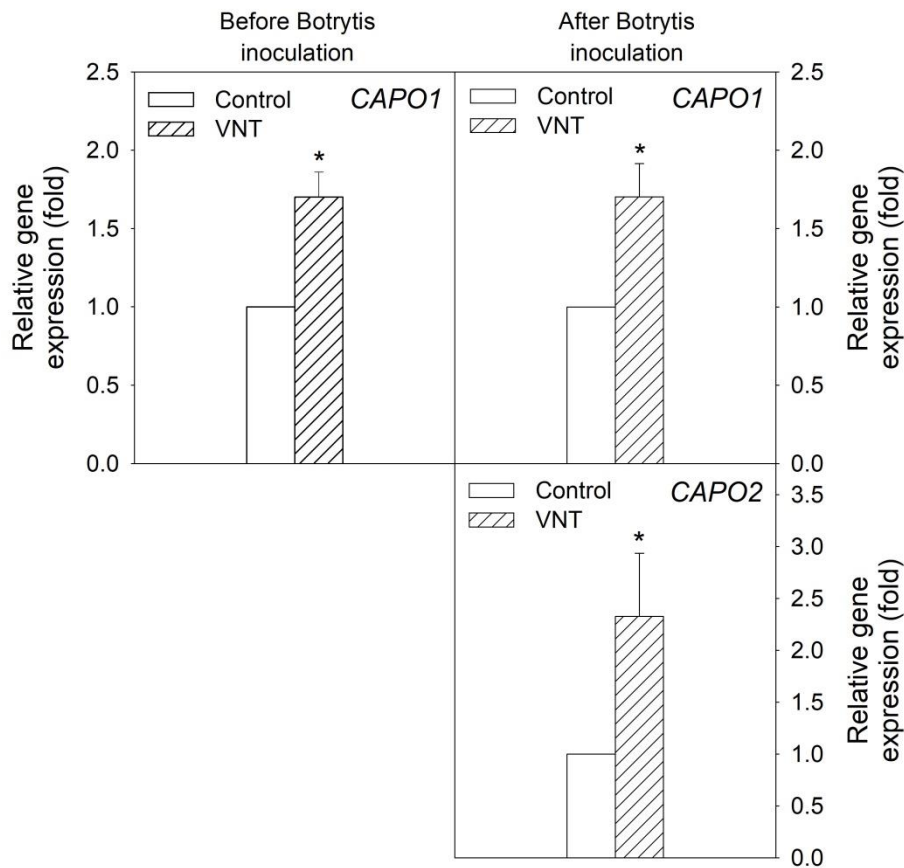 Before Botrytis
inoculation
After Botrytis
inoculation
2.5
2.0
1.5
1.0
0.5
0.0
Relative gene
expression (fold)
Control
VNT
CAPO1
*
Control
VNT
CAPO1
*
2.5
2.0
1.5
1.0
0.5
0.0
Relative gene
expression (fold)
Control
VNT
CAPO2
*
3.5
3.0
2.5
2.0
1.5
1.0
0.5
0.0
Relative gene
expression (fold)